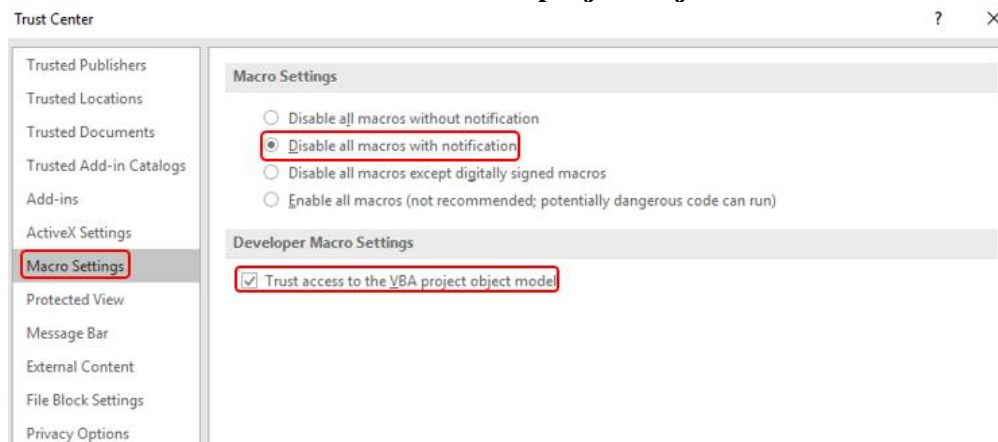 Trust Center
?
Trusted Publishers
Trusted Locations
Trusted Documents
Trusted Add-in Catalogs
Add-ins
ActiveX Settings
Macro Settings
Protected View
Message Bar
External Content
File Block Settings
Privacy Options
Macro Settings
Disable all macros without notification
Disable all macros with notification
Disable all macros except digitally signed macros
Enable all macros (not recommended; potentially dangerous code can run)
Developer Macro Settings
Trust access to the VBA project object model